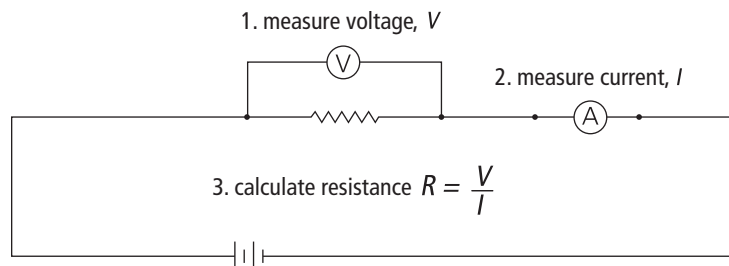 1. measure voltage, V
V
2. measure current, I
A
3. calculate resistance R = V/I